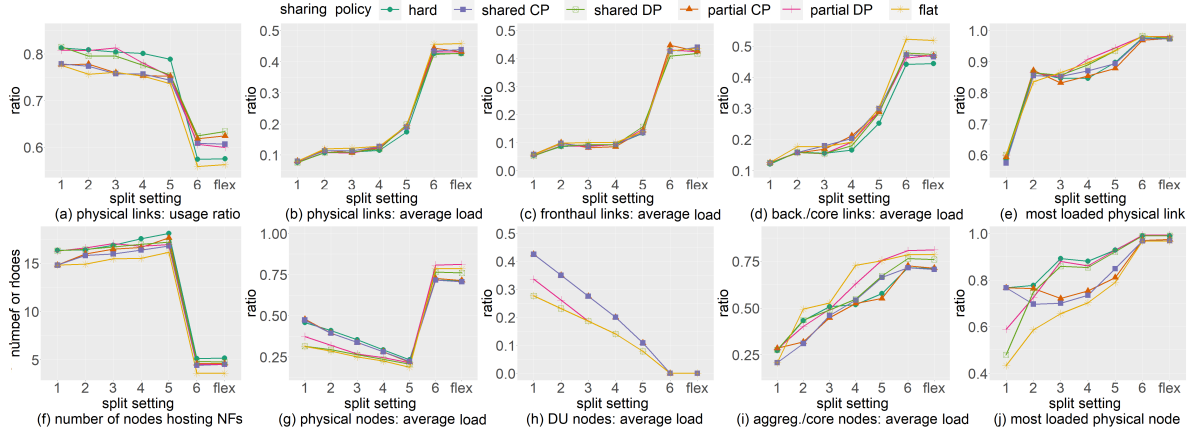 sharing policy hard shared CP shared DP partial CP partial DP flat
ratio
0.8
0.7
0.6
1 2 3 4 5 6 flex
split setting
(a) physical links: usage ratio
ratio
0.5
0.4
0.3
0.2
0.1
1 2 3 4 5 6 flex
split setting
(b) physical links: average load
ratio
0.5
0.4
0.3
0.2
0.1
0.0
1 2 3 4 5 6 flex
split setting
(c) fronthaul links: average load
ratio
0.5
0.4
0.3
0.2
0.1
1 2 3 4 5 6 flex
split setting
(d) back./core links: average load
ratio
1.0
0.9
0.8
0.7
0.6
1 2 3 4 5 6 flex
split setting
(e) most loaded physical link
number of nodes
15
10
5
1 2 3 4 5 6 flex
split setting
(f) number of nodes hosting NFs
ratio
1.00
0.75
0.50
0.25
1 2 3 4 5 6 flex
split setting
(g) physical nodes: average load
ratio
0.5
0.4
0.3
0.2
0.1
0.0
1 2 3 4 5 6 flex
split setting
(h) DU nodes: average load
ratio
0.75
0.50
0.25
1 2 3 4 5 6 flex
split setting
(i) aggreg./core nodes: average load
ratio
1.0
0.8
0.6
0.4
1 2 3 4 5 6 flex
split setting
(j) most loaded physical node